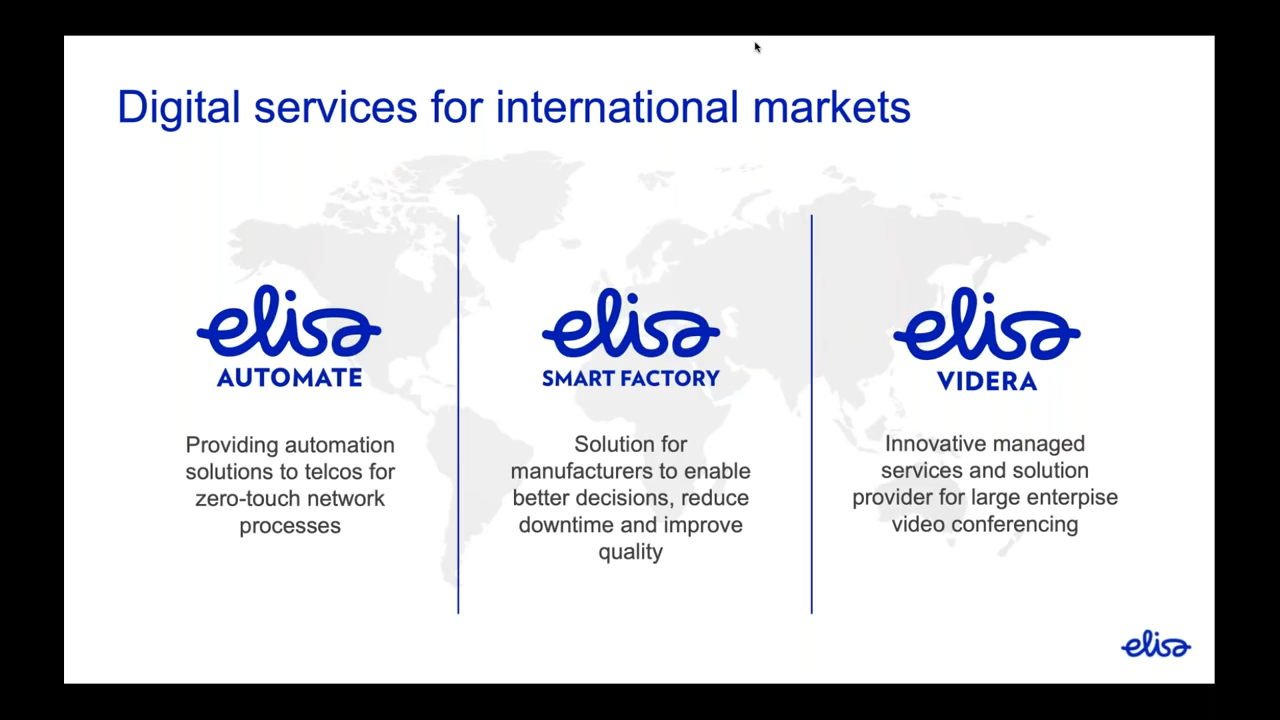 Digital services for international markets
elisa
AUTOMATE
Providing automation
solutions to telcos for
zero-touch network
processes
elisa
SMART FACTORY
Solution for
manufacturers to enable
better decisions, reduce
downtime and improve
quality
elisa
VIDERA
Innovative managed
services and solution
provider for large enterpise
video conferencing
elisa